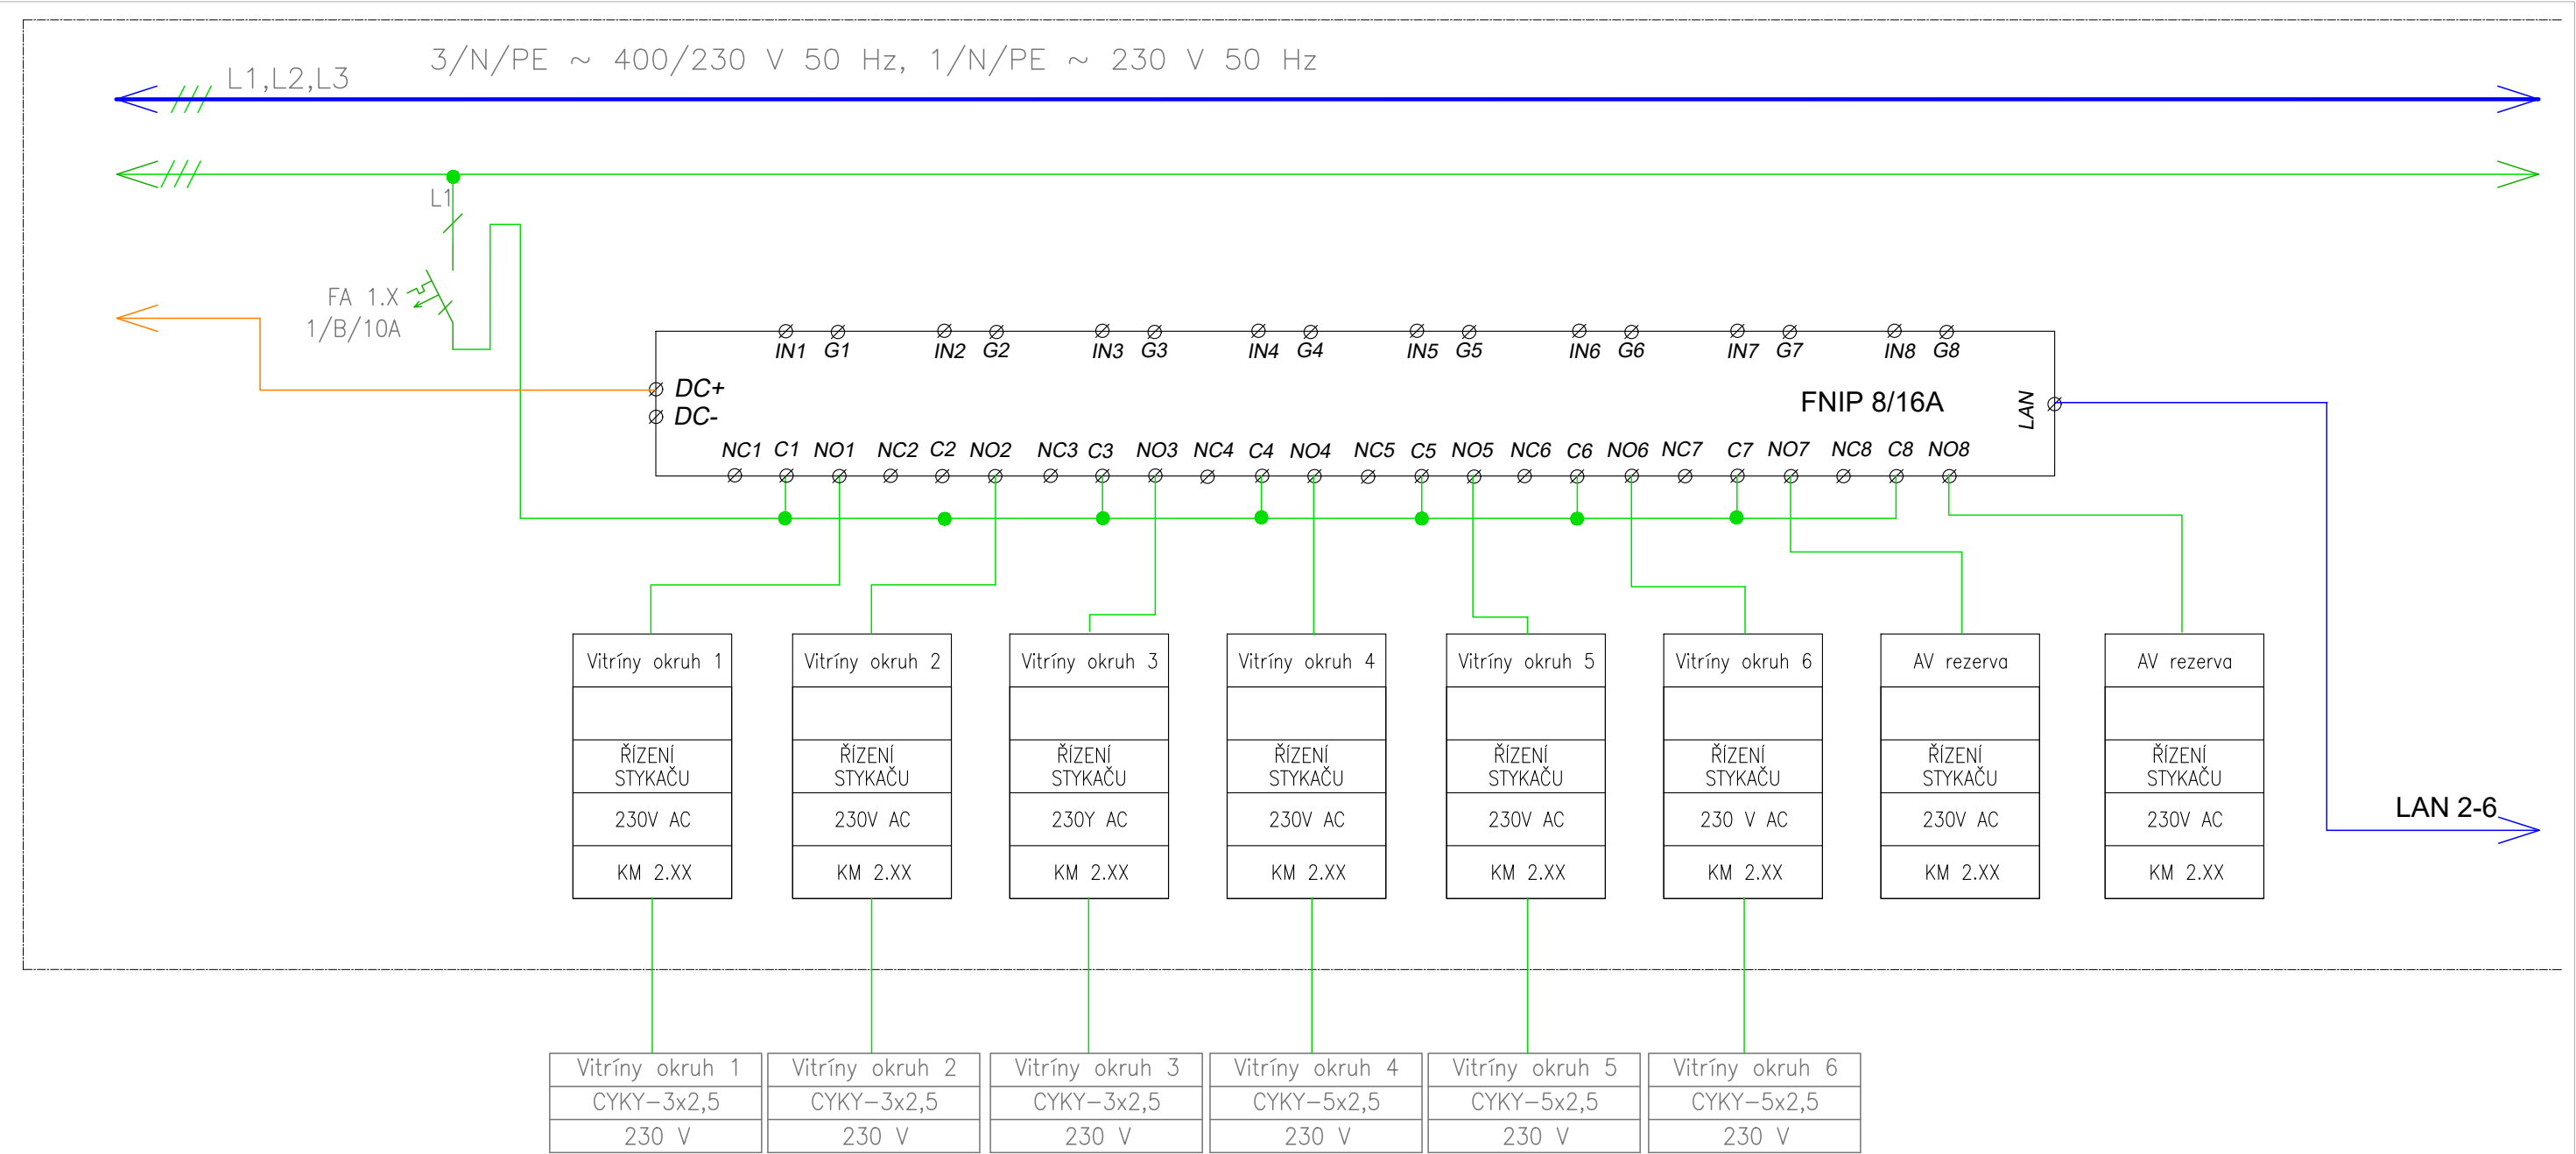 3/N/PE ~ 400/230 V 50 Hz, 1/N/PE ~ 230 V 50 Hz
L1,L2,L3
L1
FA 1.X
1/B/10A
IN1 G1 IN2 G2 IN3 G3 IN4 G4 IN5 G5 IN6 G6 IN7 G7 IN8 G8
DC+
DC-
FNIP 8/16A
LAN
NC1 C1 NO1 NC2 C2 NO2 NC3 C3 NO3 NC4 C4 NO4 NC5 C5 NO5 NC6 C6 NO6 NC7 C7 NO7 NC8 C8 NO8
Vitríny okruh 1
ŘÍZENÍ
STYKAČU
230V AC
KM 2.XX
Vitríny okruh 2
ŘÍZENÍ
STYKAČU
230V AC
KM 2.XX
Vitríny okruh 3
ŘÍZENÍ
STYKAČU
230Y AC
KM 2.XX
Vitríny okruh 4
ŘÍZENÍ
STYKAČU
230V AC
KM 2.XX
Vitríny okruh 5
ŘÍZENÍ
STYKAČU
230V AC
KM 2.XX
Vitríny okruh 6
ŘÍZENÍ
STYKAČU
230 V AC
KM 2.XX
AV rezerva
ŘÍZENÍ
STYKAČU
230V AC
KM 2.XX
AV rezerva
ŘÍZENÍ
STYKAČU
230V AC
KM 2.XX
LAN 2-6
Vitríny okruh 1
CYKY-3x2,5
230 V
Vitríny okruh 2
CYKY-3x2,5
230 V
Vitríny okruh 3
CYKY-3x2,5
230 V
Vitríny okruh 4
CYKY-5x2,5
230 V
Vitríny okruh 5
CYKY-5x2,5
230 V
Vitríny okruh 6
CYKY-5x2,5
230 V